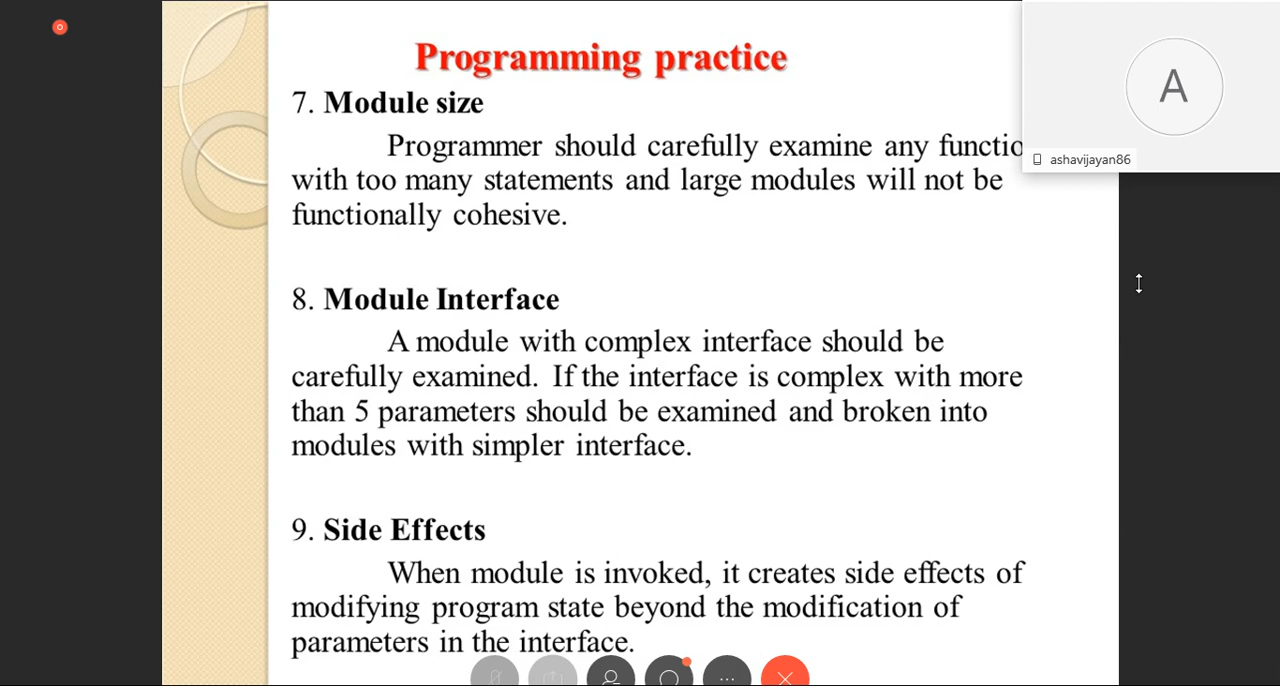 Programming practice
7. Module size
Programmer should carefully examine any functio
with too many statements and large modules will not be
functionally cohesive.
8. Module Interface
A module with complex interface should be
carefully examined. If the interface is complex with more
than 5 parameters should be examined and broken into
modules with simpler interface.
9. Side Effects
When module is invoked, it creates side effects of
modifying program state beyond the modification of
parameters in the interface.
A
ashavijayan86